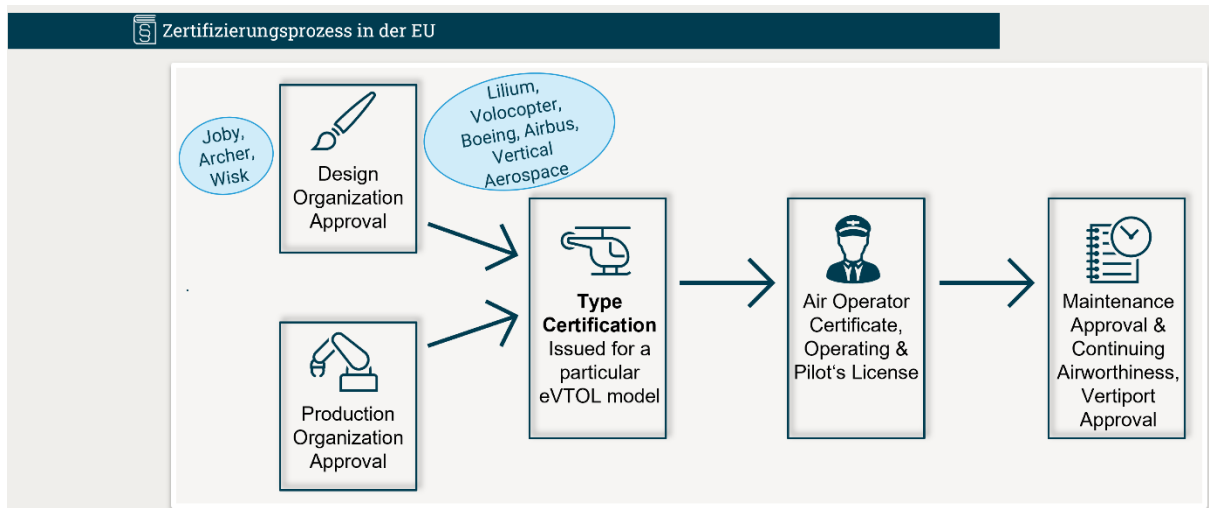 Zertifizierungsprozess in der EU
Joby,
Archer,
Wisk
Design
Organization
Approval
Lilium,
Volocopter,
Boeing, Airbus,
Vertical
Aerospace
Production
Organization
Approval
Type
Certification
Issued for a
particular
eVTOL model
Air Operator
Certificate,
Operating &
Pilot‘s License
Maintenance
Approval &
Continuing
Airworthiness,
Vertiport
Approval